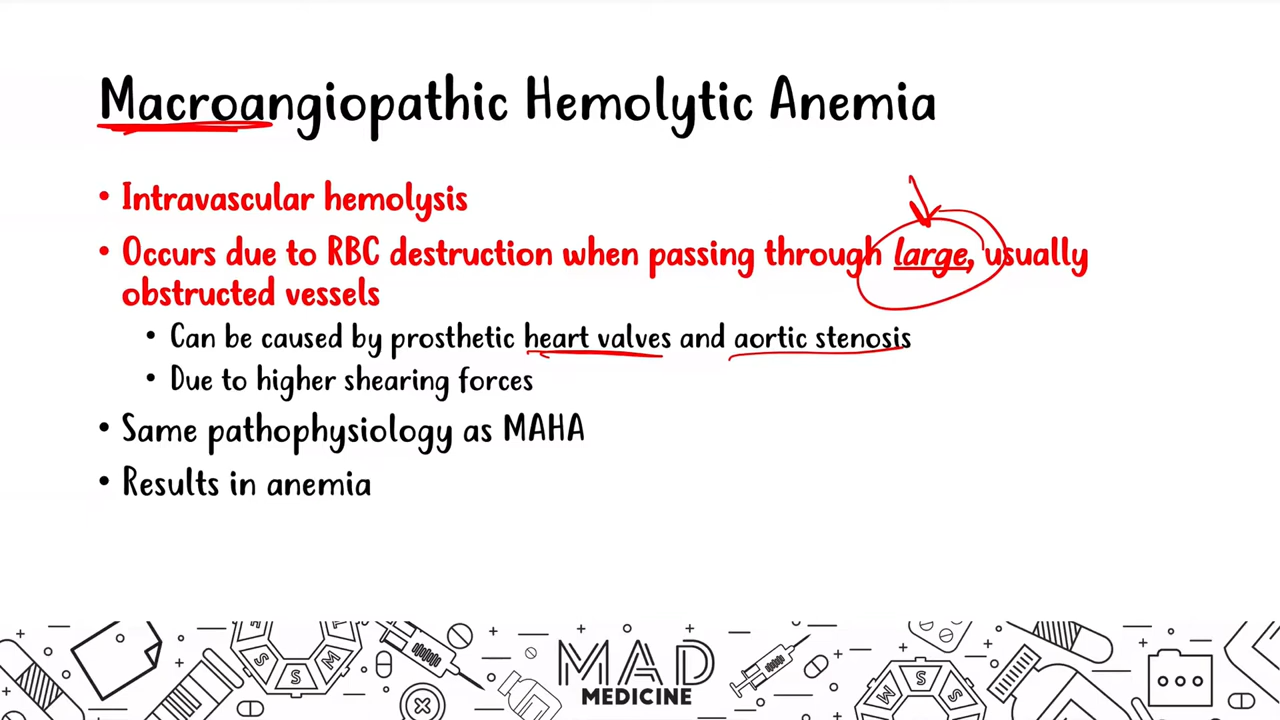 Macroangiopathic Hemolytic Anemia
• Intravascular hemolysis
• Occurs due to RBC destruction when passing through large, usually
obstructed vessels
• Can be caused by prosthetic heart valves and aortic stenosis
• Due to higher shearing forces
• Same pathophysiology as MAHA
• Results in anemia
S
S
M
M
S
S
MAD
MEDICINE